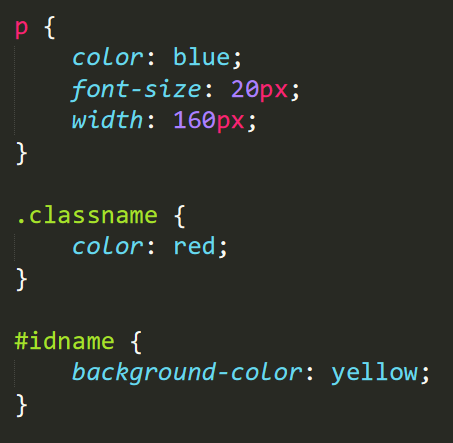 p {
    color: blue;
    font-size: 20px;
    width: 160px;
}

.classname {
    color: red;
}

#idname {
    background-color: yellow;
}